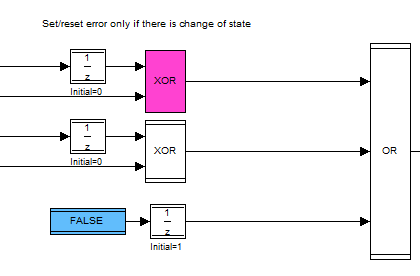 Set/reset error only if there is change of state
1
z
Initial=0
XOR
1
z
Initial=0
XOR
OR
FALSE
1
z
Initial=1